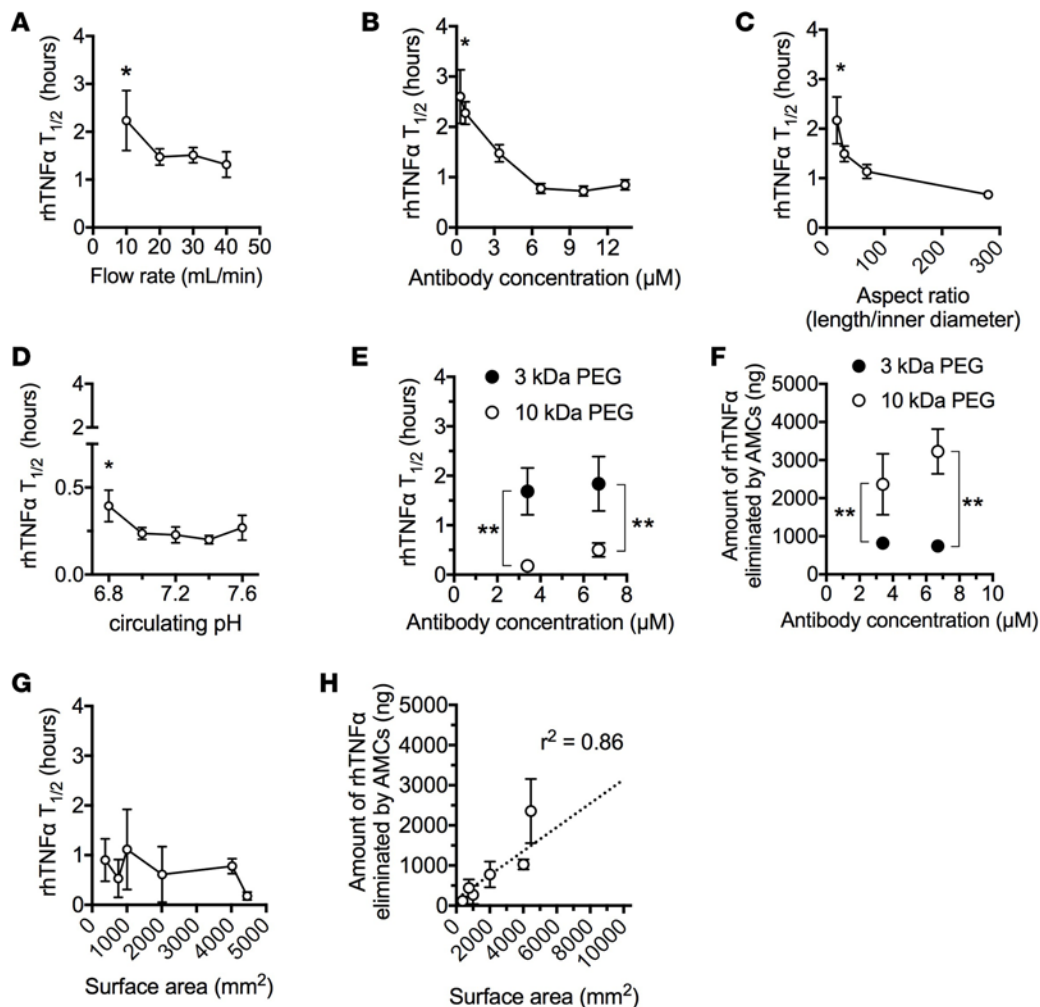 A
rhTNFα T1/2 (hours)
4
3
2
1
0
*
0 10 20 30 40 50
Flow rate (mL/min)
B
rhTNFα T1/2 (hours)
4
3
2
1
0
*
0 3 6 9 12
Antibody concentration (µM)
C
rhTNFα T1/2 (hours)
4
3
2
1
0
*
0 100 200 300
Aspect ratio
(length/inner diameter)
D
rhTNFα T1/2 (hours)
4
2
0.5
0.0
*
6.8 7.2 7.6
circulating pH
E
3 kDa PEG
10 kDa PEG
rhTNFα T1/2 (hours)
4
3
2
1
0
** **
0 2 4 6 8
Antibody concentration (µM)
F
3 kDa PEG
10 kDa PEG
Amount of rhTNFα
eliminated by AMCs (ng)
5000
4000
3000
2000
1000
0
** **
0 2 4 6 8 10
Antibody concentration (µM)
G
rhTNFα T1/2 (hours)
4
3
2
1
0
0 1000 2000 3000 4000 5000
Surface area (mm2)
H
Amount of rhTNFα
eliminated by AMCs (ng)
5000
4000
3000
2000
1000
0
r2 = 0.86
0 2000 4000 6000 8000 10000
Surface area (mm2)